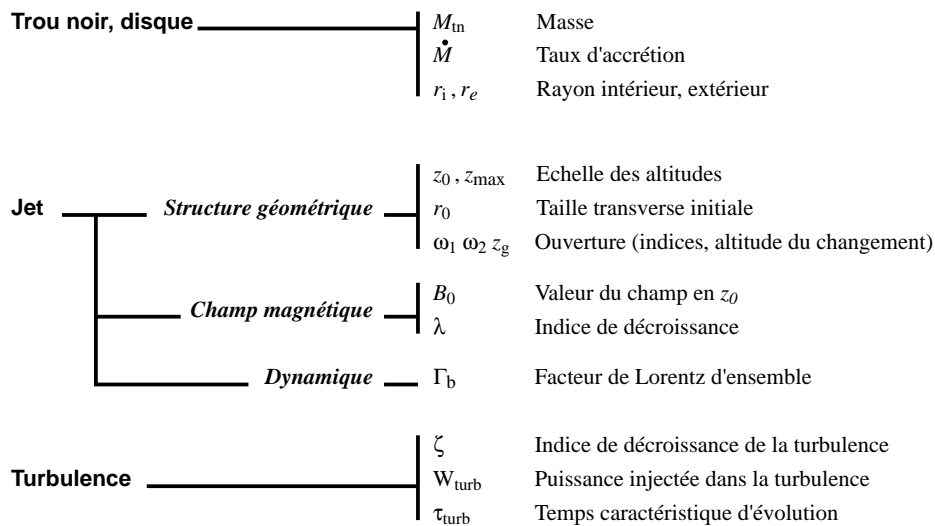 Trou noir, disque M_tn Masse
Ṁ Taux d'accrétion
r_i , r_e Rayon intérieur, extérieur
z_0 , z_max Echelle des altitudes
Jet Structure géométrique r_0 Taille transverse initiale
ω_1 ω_2 z_g Ouverture (indices, altitude du changement)
Champ magnétique B_0 Valeur du champ en z_0
λ Indice de décroissance
Dynamique Γ_b Facteur de Lorentz d'ensemble
ζ Indice de décroissance de la turbulence
Turbulence W_turb Puissance injectée dans la turbulence
τ_turb Temps caractéristique d'évolution